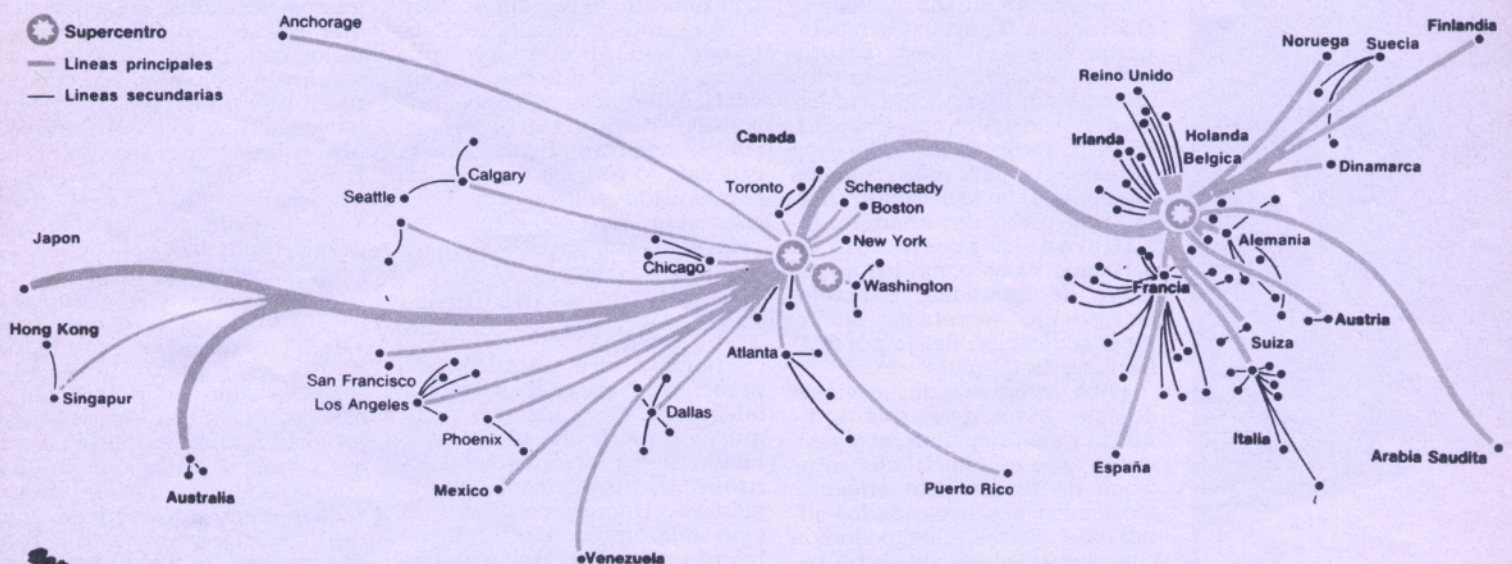 Supercentro
Lineas principales
Lineas secundarias
Anchorage
Finlandia
Noruega
Suecia
Reino Unido
Canada
Irlanda
Holanda
Belgica
Dinamarca
Calgary
Seattle
Toronto
Schenectady
Boston
Japon
New York
Alemania
Chicago
Washington
Francia
Hong Kong
Austria
Suiza
Atlanta
San Francisco
Singapur
Los Angeles
Dallas
Phoenix
Italia
Arabia Saudita
España
Mexico
Puerto Rico
Australia
Venezuela